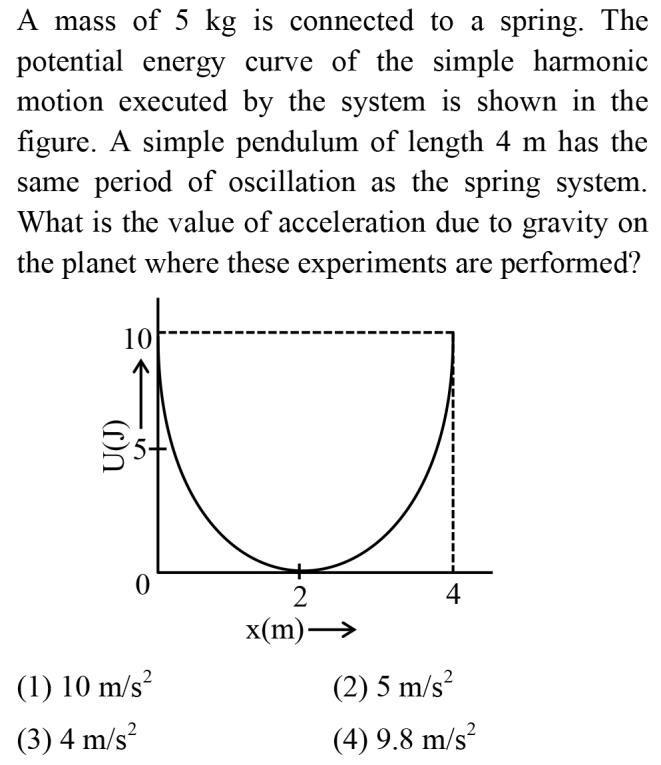 A mass of 5 kg is connected to a spring. The
potential energy curve of the simple harmonic
motion executed by the system is shown in the
figure. A simple pendulum of length 4 m has the
same period of oscillation as the spring system.
What is the value of acceleration due to gravity on
the planet where these experiments are performed?
10
U(J)
5
0
2
4
x(m)
(1) 10 m/s²
(2) 5 m/s²
(3) 4 m/s²
(4) 9.8 m/s²